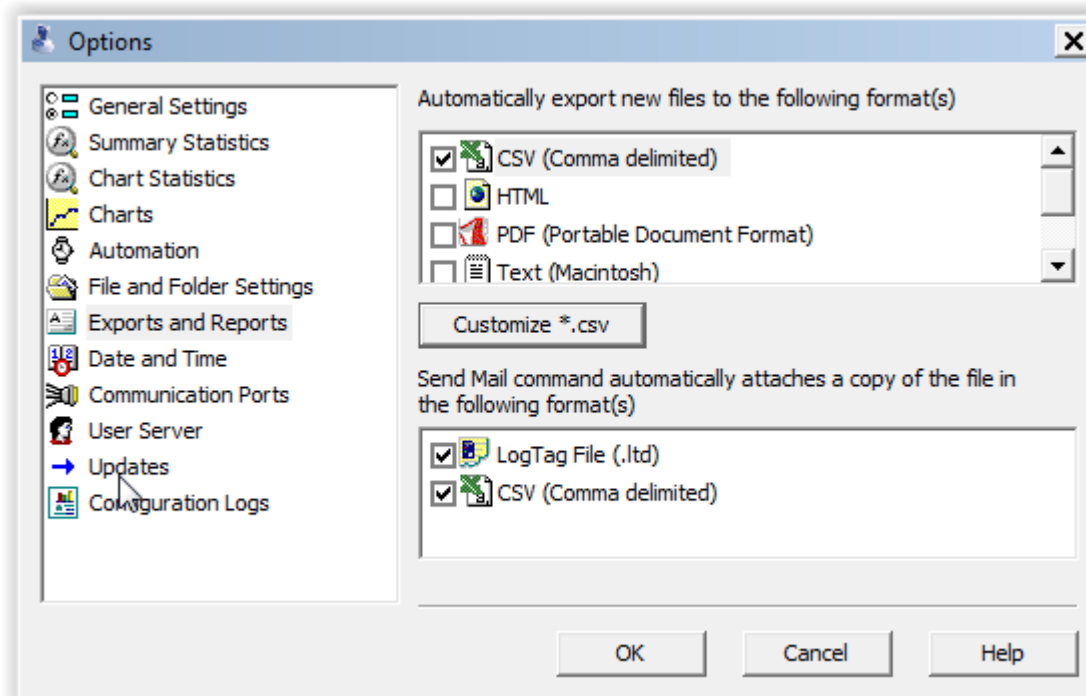 Options
General Settings
Summary Statistics
Chart Statistics
Charts
Automation
File and Folder Settings
Exports and Reports
Date and Time
Communication Ports
User Server
Updates
Configuration Logs
Automatically export new files to the following format(s)
CSV (Comma delimited)
HTML
PDF (Portable Document Format)
Text (Macintosh)
Customize *.csv
Send Mail command automatically attaches a copy of the file in
the following format(s)
LogTag File (.ltd)
CSV (Comma delimited)
OK
Cancel
Help